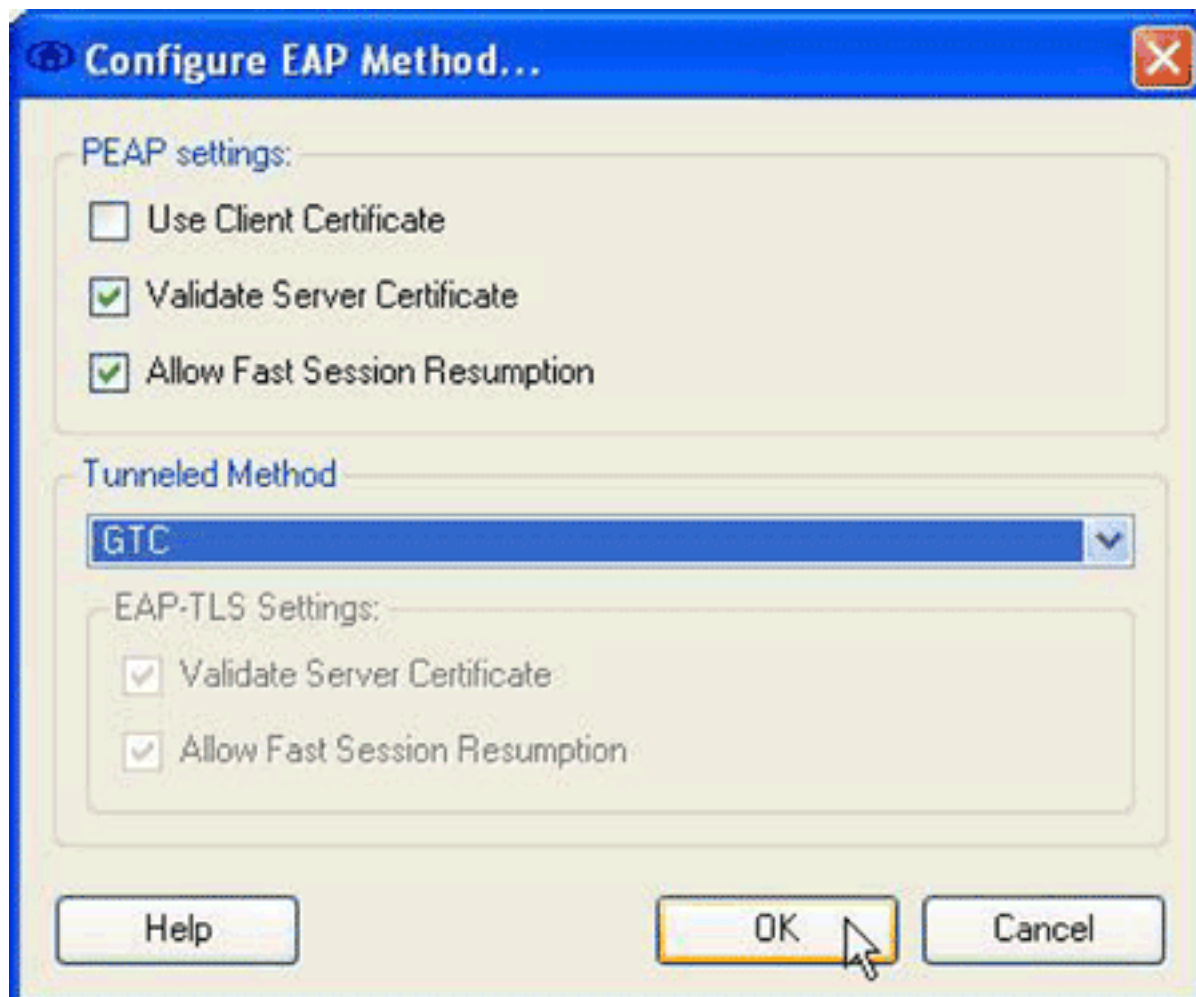 Configure EAP Method...
PEAP settings:
Use Client Certificate
Validate Server Certificate
Allow Fast Session Resumption
Tunneled Method
GTC
EAP-TLS Settings:
Validate Server Certificate
Allow Fast Session Resumption
Help
OK
Cancel